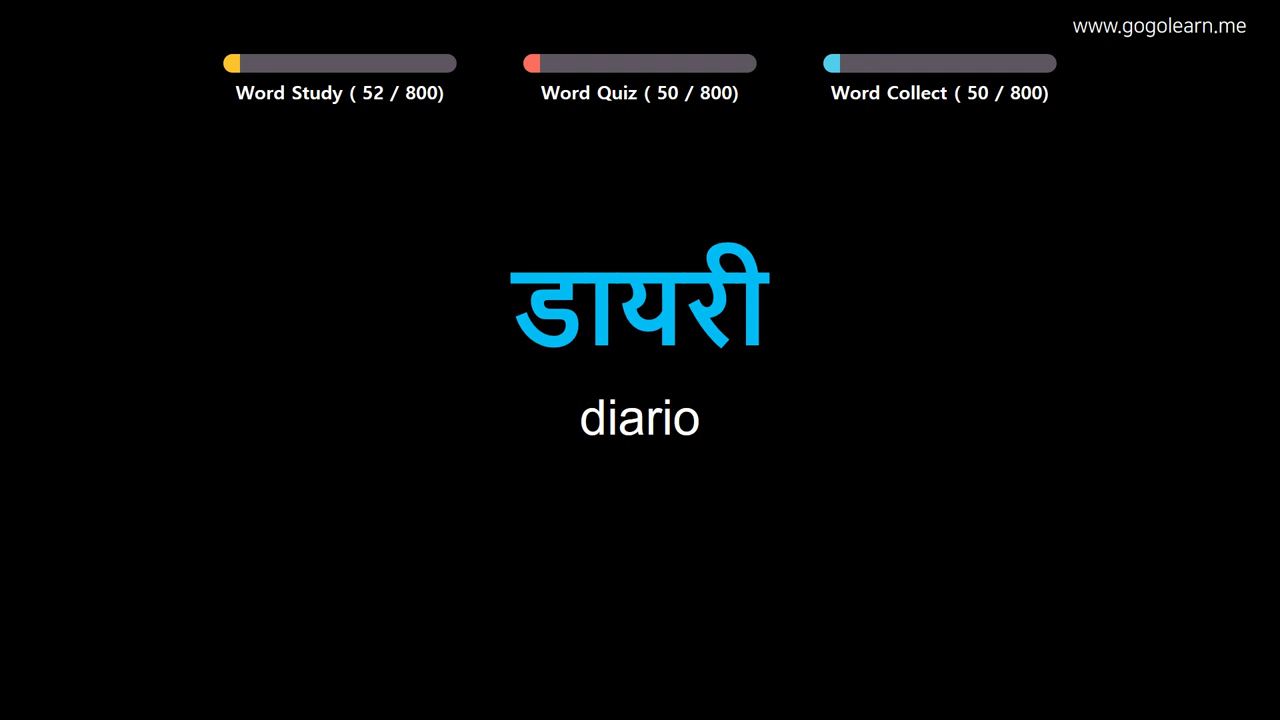 www.gogolearn.me
Word Study ( 52 / 800)
Word Quiz ( 50 / 800)
Word Collect ( 50 / 800)
डायरी
diario